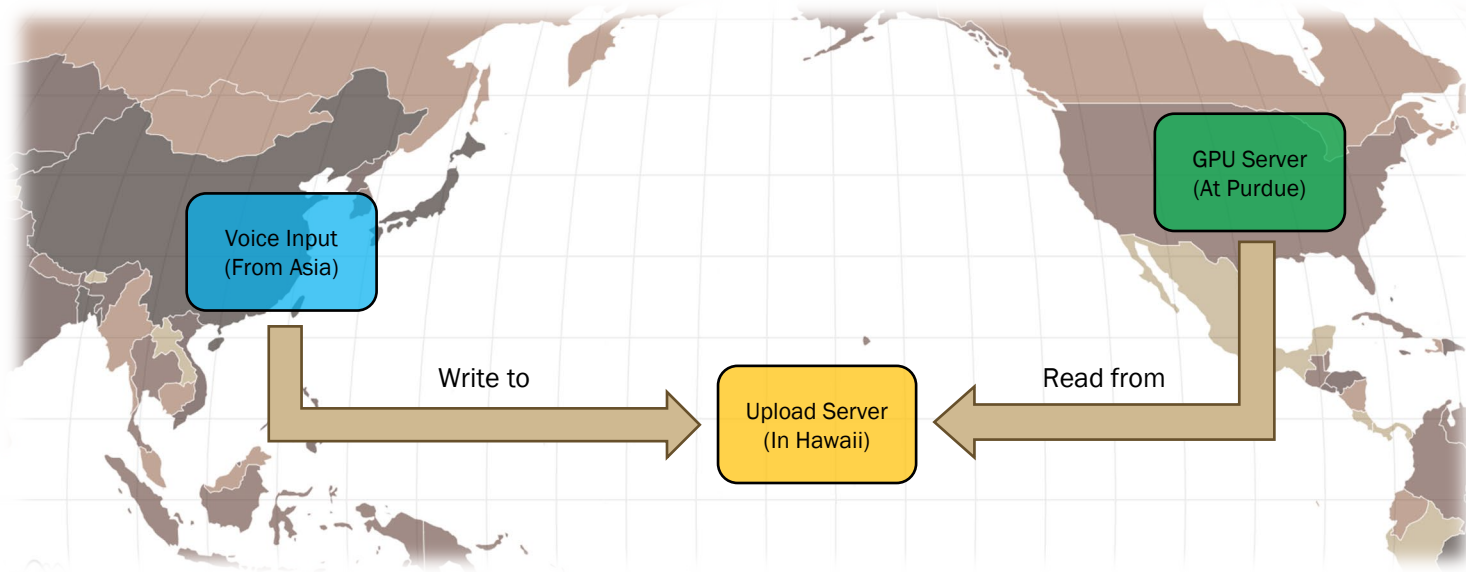 GPU Server
(At Purdue)
Voice Input
(From Asia)
Write to
Read from
Upload Server
(In Hawaii)